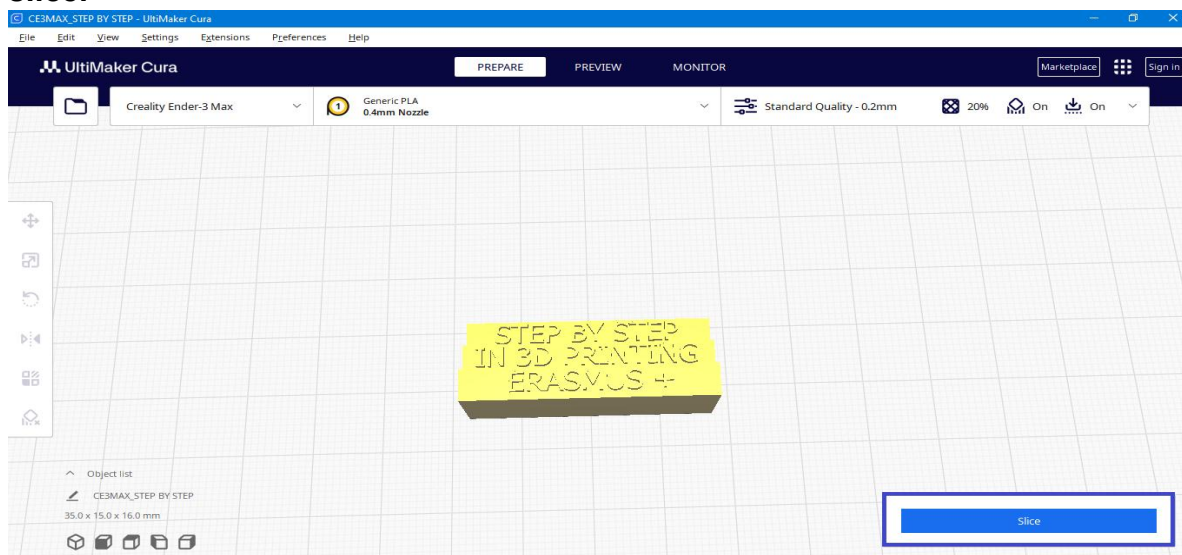 CE3MAX_STEP BY STEP - UltiMaker Cura
File Edit View Settings Extensions Preferences Help
UltiMaker Cura PREPARE PREVIEW MONITOR Marketplace Sign in
Creality Ender-3 Max 1 Generic PLA Standard Quality - 0.2mm 20% On On
0.4mm Nozzle
STEP BY STEP
IN 3D PRINTING
ERASMUS +
Object list
CE3MAX_STEP BY STEP
35.0 x 15.0 x 16.0 mm
Slice